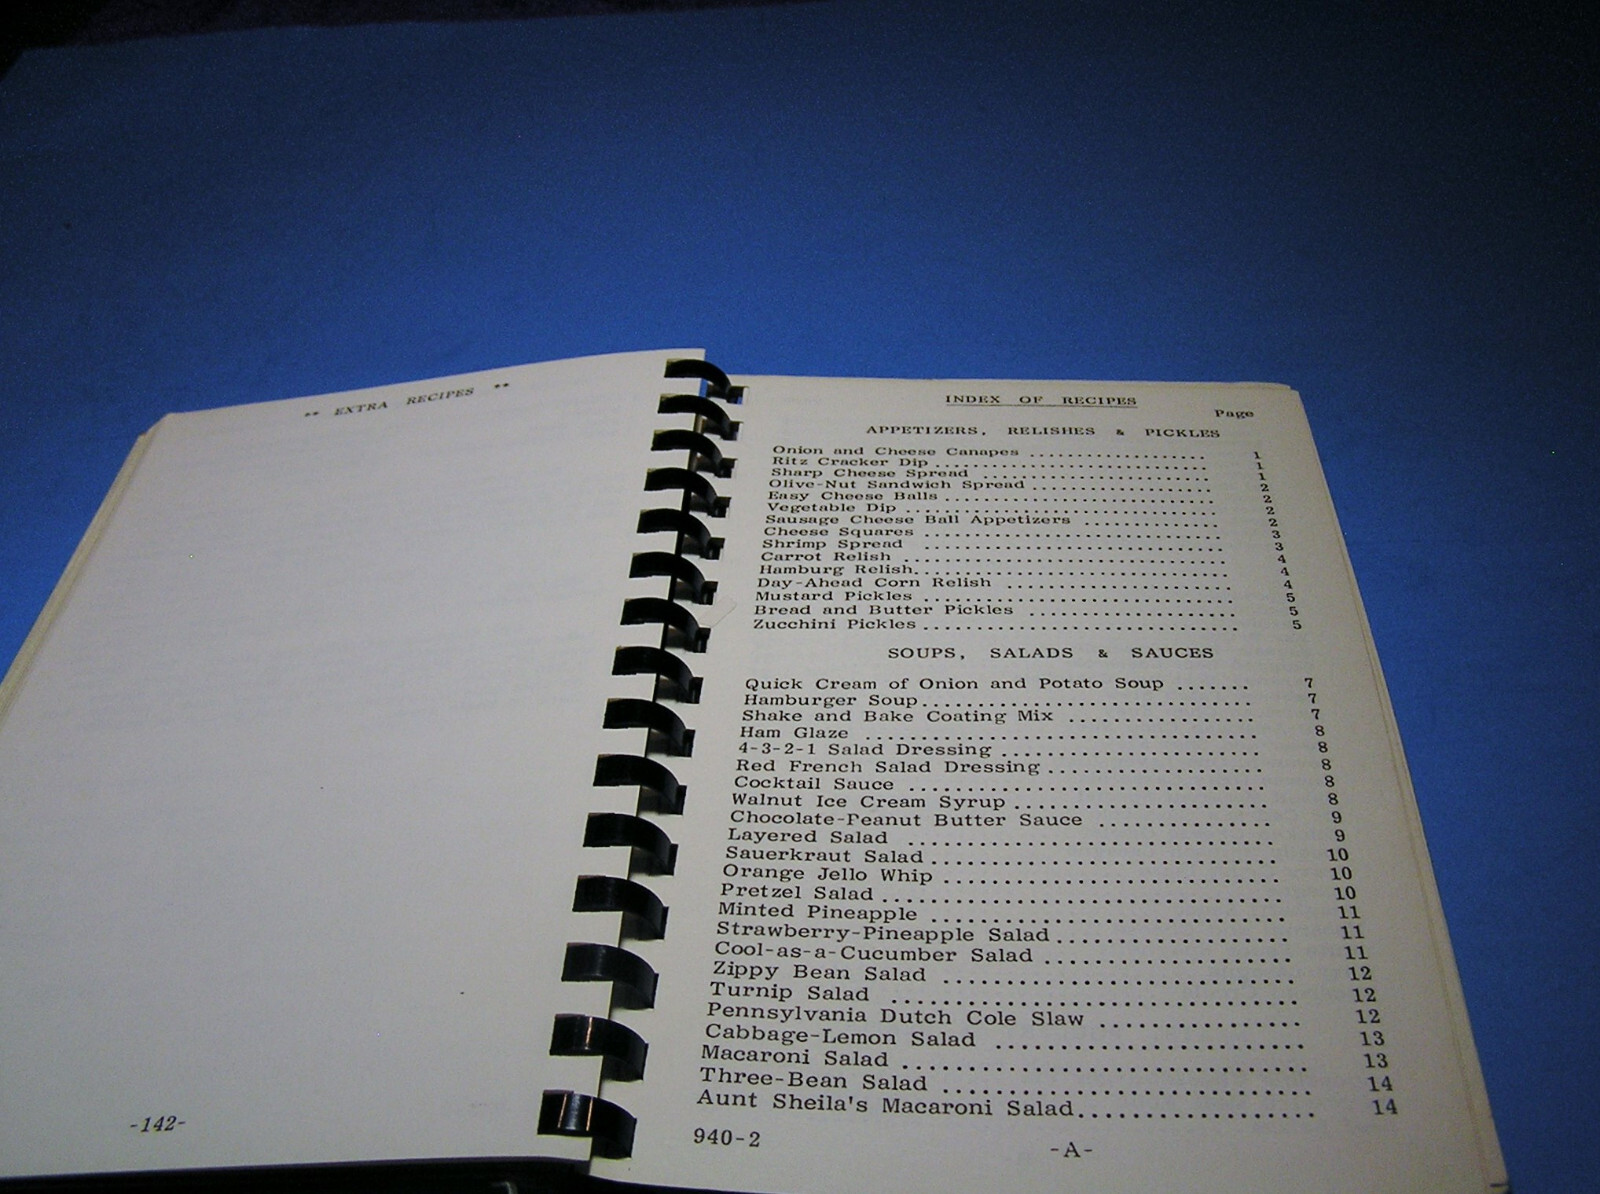 ** EXTRA RECIPES **
-142-
INDEX OF RECIPES
Page
APPETIZERS, RELISHES & PICKLES
Onion and Cheese Canapes .................. 1
Ritz Cracker Dip ........................... 1
Sharp Cheese Spread ....................... 1
Olive-Nut Sandwich Spread .................. 2
Easy Cheese Balls ........................... 2
Vegetable Dip ............................... 2
Sausage Cheese Ball Appetizers ............. 2
Cheese Squares ............................. 3
Shrimp Spread ............................. 3
Carrot Relish .............................. 4
Hamburg Relish.............................. 4
Day-Ahead Corn Relish ...................... 4
Mustard Pickles ............................ 5
Bread and Butter Pickles ................... 5
Zucchini Pickles ............................. 5
SOUPS, SALADS & SAUCES
Quick Cream of Onion and Potato Soup ....... 7
Hamburger Soup............................. 7
Shake and Bake Coating Mix ................ 7
Ham Glaze .................................. 8
4-3-2-1 Salad Dressing ...................... 8
Red French Salad Dressing ................... 8
Cocktail Sauce .............................. 8
Walnut Ice Cream Syrup ..................... 8
Chocolate-Peanut Butter Sauce .............. 9
Layered Salad .............................. 9
Sauerkraut Salad ............................ 10
Orange Jello Whip ........................... 10
Pretzel Salad ................................ 10
Minted Pineapple ............................ 11
Strawberry-Pineapple Salad ................... 11
Cool-as-a-Cucumber Salad .................... 11
Zippy Bean Salad ............................ 12
Turnip Salad ................................ 12
Pennsylvania Dutch Cole Slaw ............... 12
Cabbage-Lemon Salad ........................ 13
Macaroni Salad .............................. 13
Three-Bean Salad ............................ 14
Aunt Sheila's Macaroni Salad................. 14
940-2
-A-